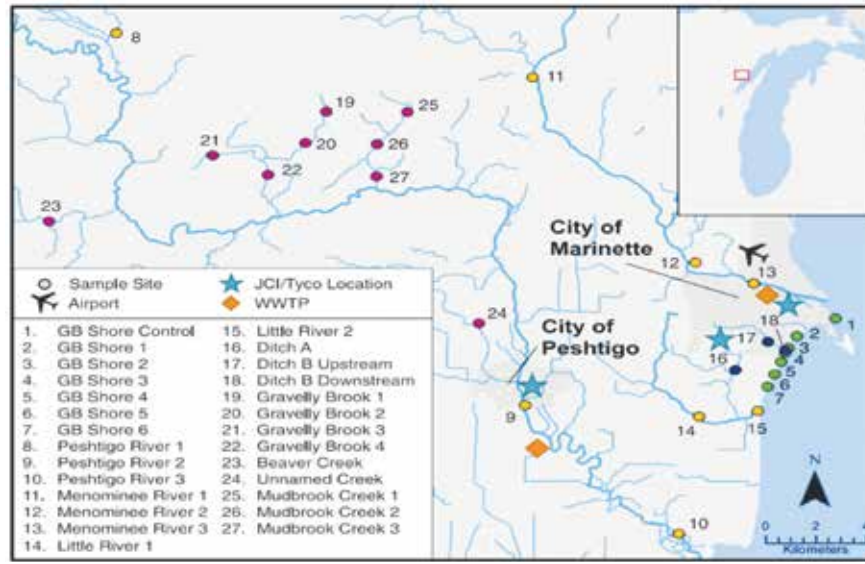 8
11
19
25
20
26
21
22
27
23
City of
Marinette
12
13
1
Sample Site
JCI/Tyco Location
Airport
WWTP
24
City of
Peshtigo
18
17
2
3
4
16
5
6
7
9
14
15
10
1. GB Shore Control
2. GB Shore 1
3. GB Shore 2
4. GB Shore 3
5. GB Shore 4
6. GB Shore 5
7. GB Shore 6
8. Peshtigo River 1
9. Peshtigo River 2
10. Peshtigo River 3
11. Menominee River 1
12. Menominee River 2
13. Menominee River 3
14. Little River 1
15. Little River 2
16. Ditch A
17. Ditch B Upstream
18. Ditch B Downstream
19. Gravelly Brook 1
20. Gravelly Brook 2
21. Gravelly Brook 3
22. Gravelly Brook 4
23. Beaver Creek
24. Unnamed Creek
25. Mudbrook Creek 1
26. Mudbrook Creek 2
27. Mudbrook Creek 3
N
0 2 4
Kilometers